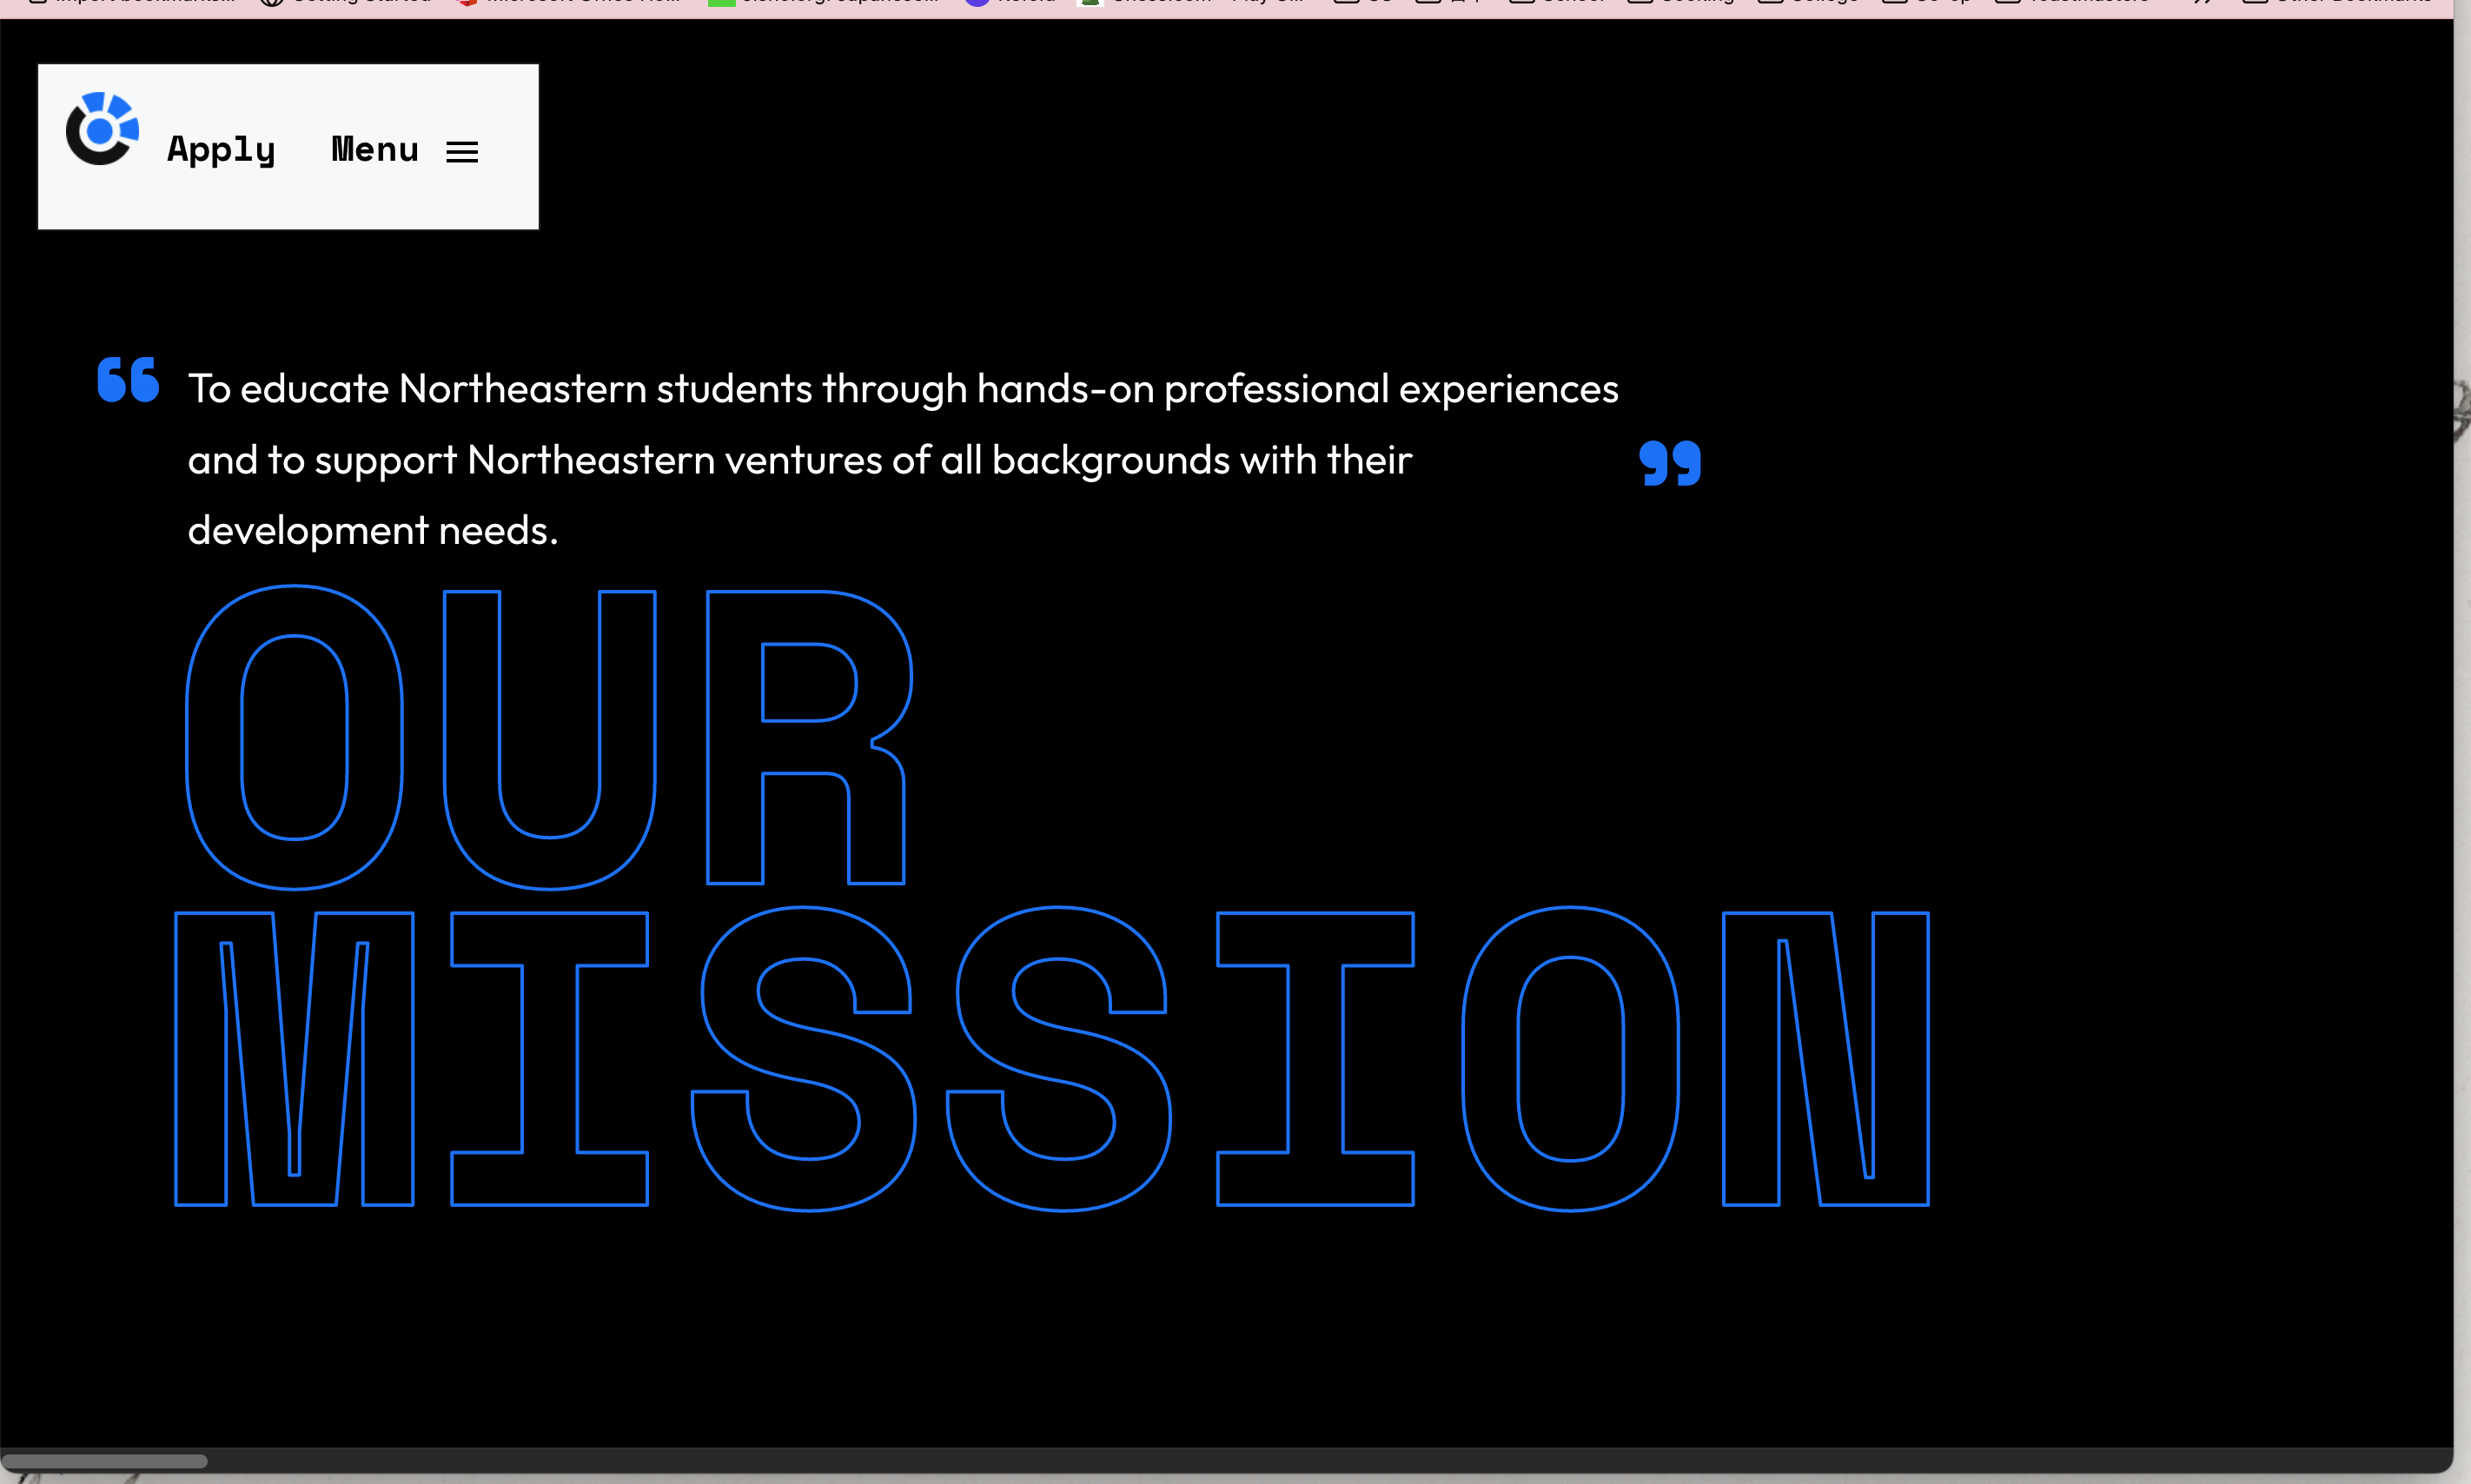 Apply Menu
“ To educate Northeastern students through hands-on professional experiences
and to support Northeastern ventures of all backgrounds with their ”
development needs.
OUR
MISSION